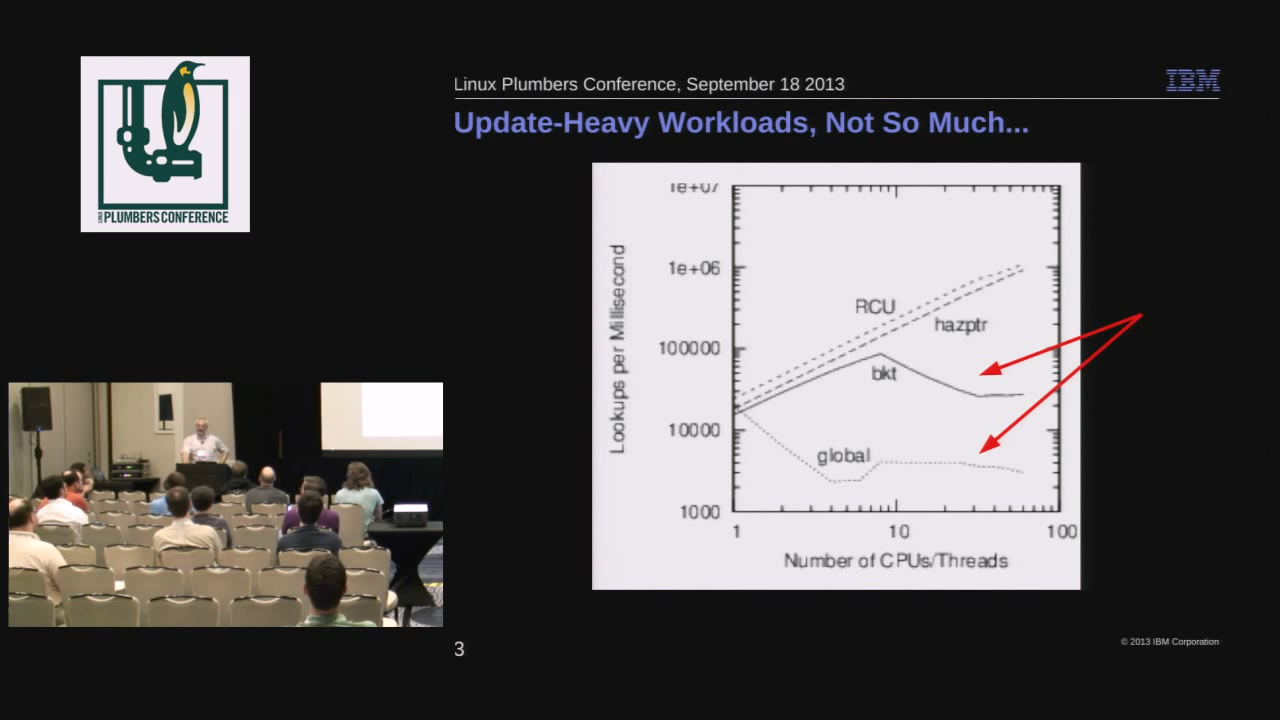 Linux Plumbers Conference, September 18 2013
IBM
Update-Heavy Workloads, Not So Much...
LINUX PLUMBERS CONFERENCE
1e+07
1e+06
100000
10000
1000
Lookups per Millisecond
RCU
hazptr
bkt
global
1
10
100
Number of CPUs/Threads
© 2013 IBM Corporation
3